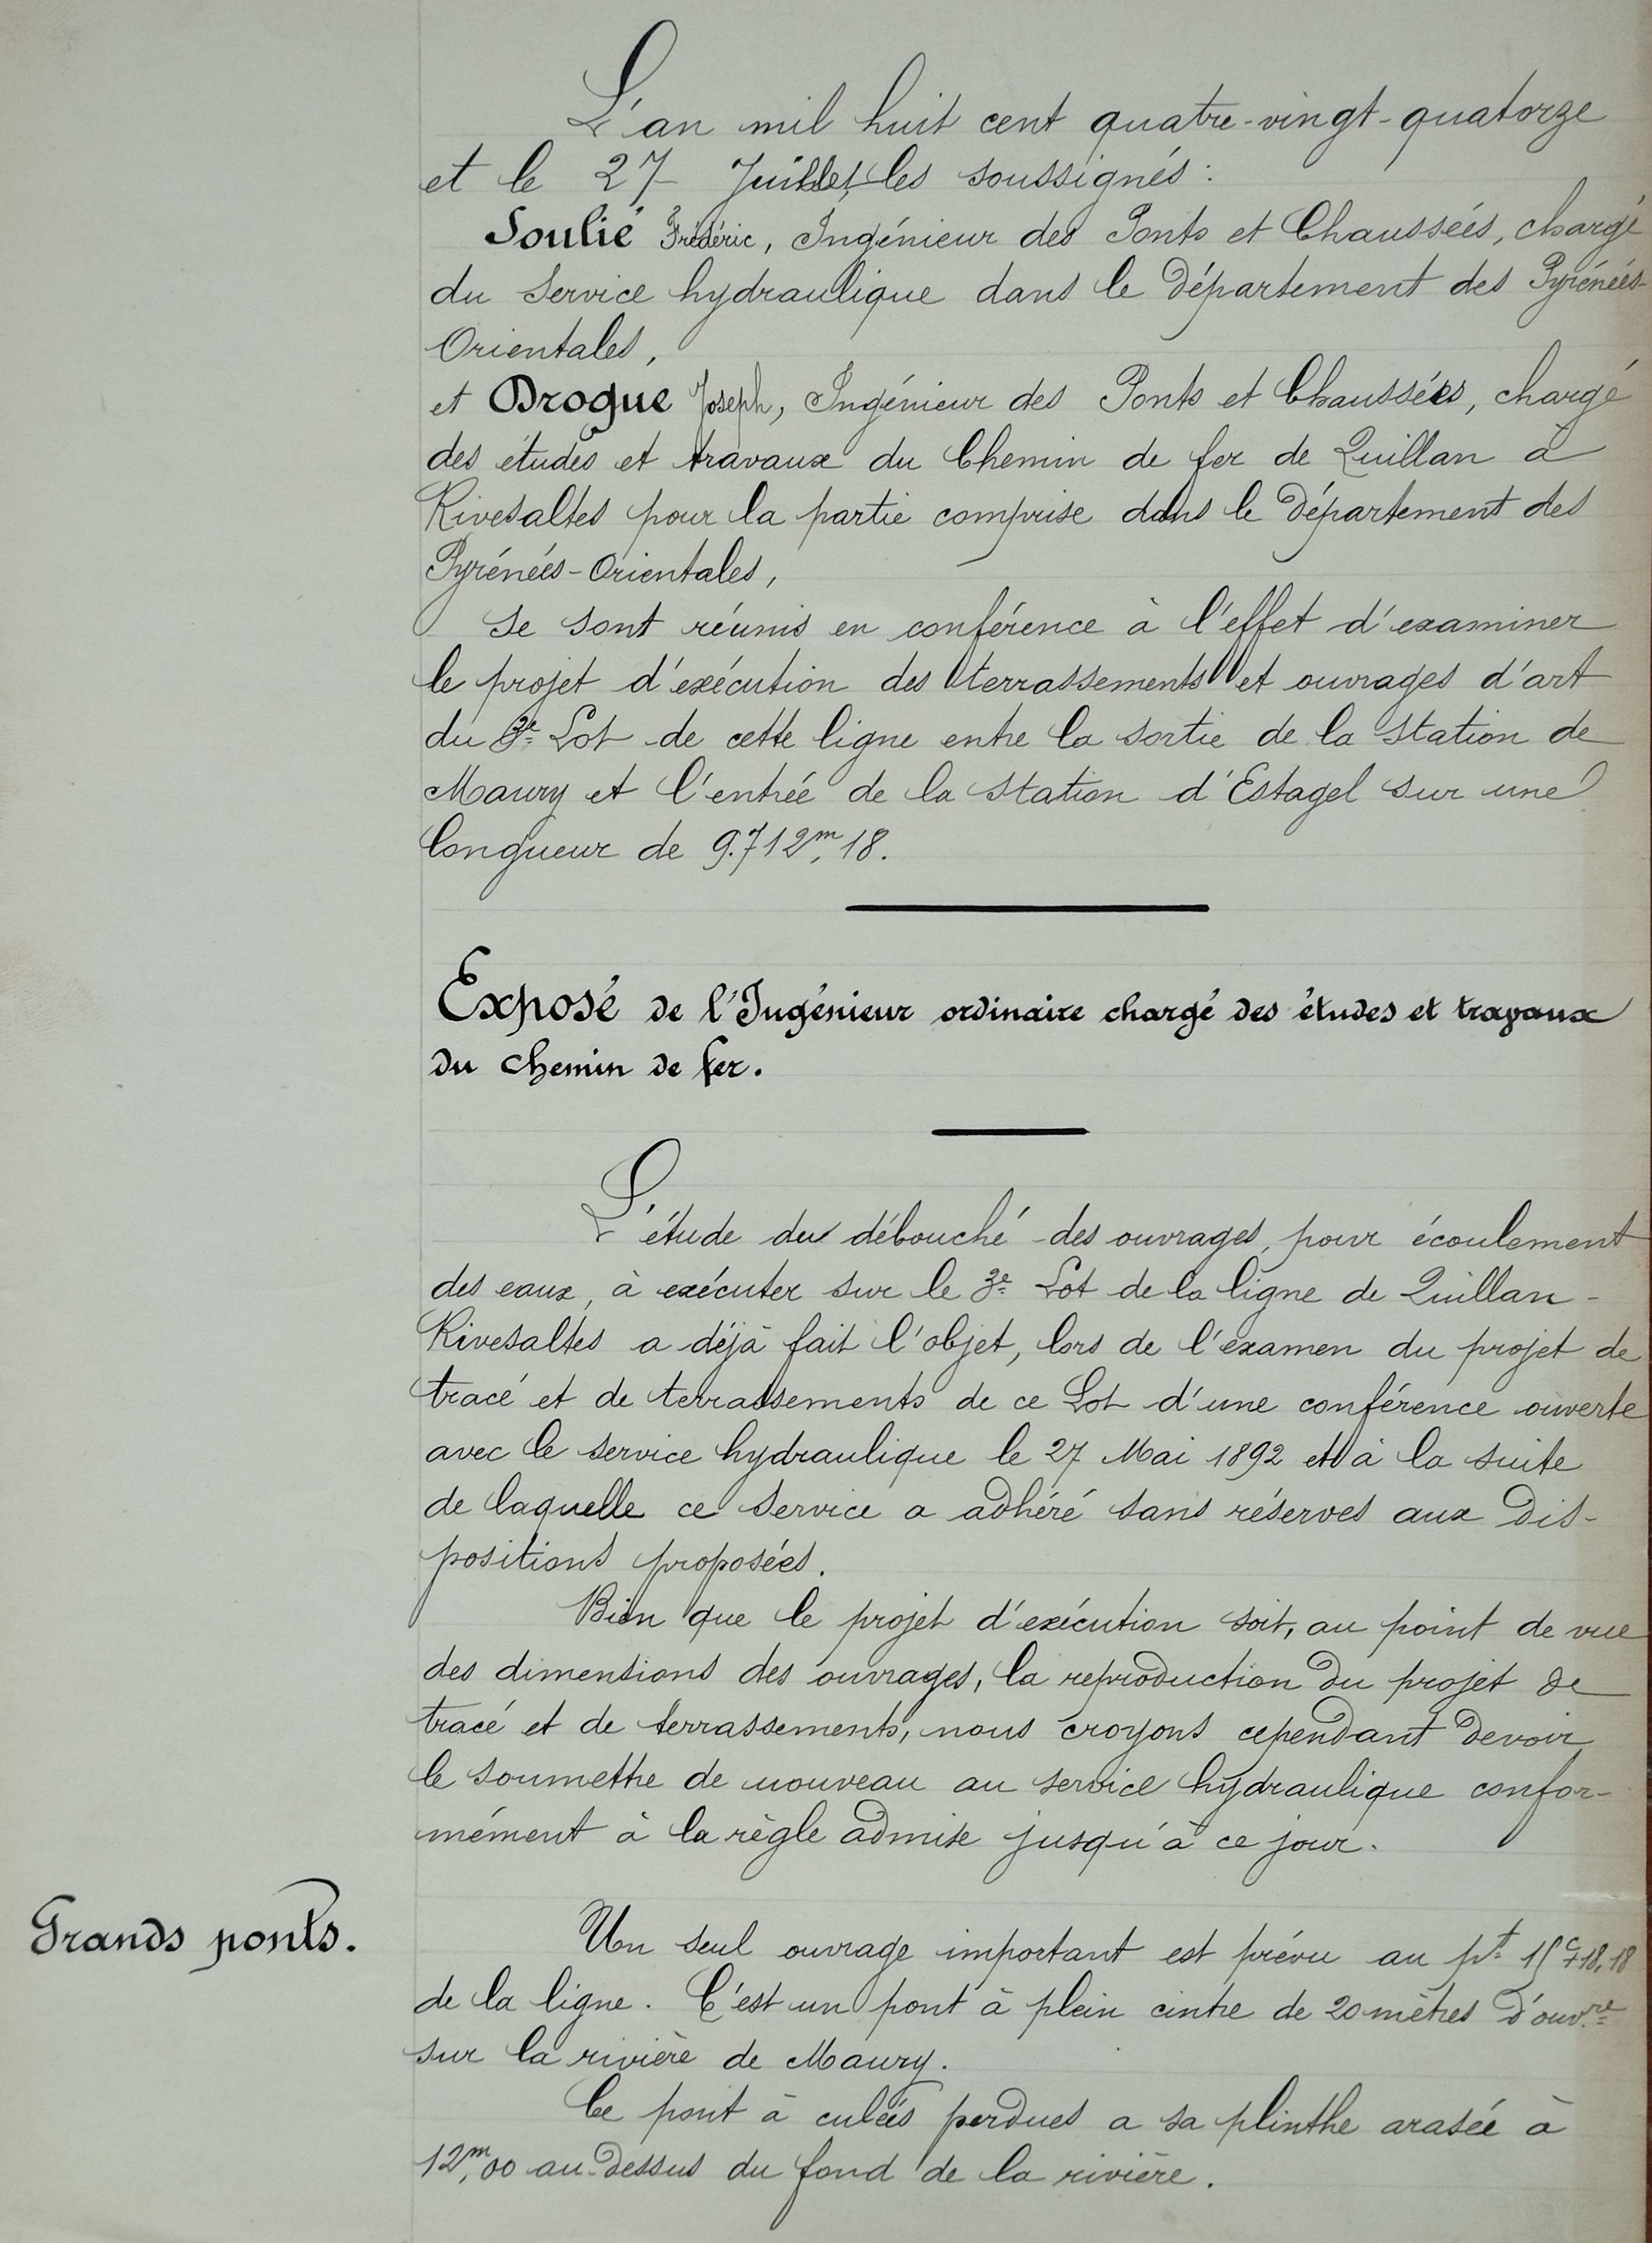 L'an mil huit cent quatre-vingt-quatorze
et le 27 Juillet, les soussignés :
Soulié Frédéric, Ingénieur des Ponts et Chaussées, chargé
du Service hydraulique dans le Département des Pyrénées-
Orientales,
et Drogue Joseph, Ingénieur des Ponts et Chaussées, chargé
des études et travaux du Chemin de fer de Quillan à
Rivesaltes pour la partie comprise dans le Département des
Pyrénées-Orientales,
se sont réunis en conférence à l'effet d'examiner
le projet d'exécution des terrassements et ouvrages d'art
du 3e Lot de cette ligne entre la sortie de la Station de
Maury et l'entrée de la Station d'Estagel sur une
longueur de 9.712m,18.
Exposé de l'Ingénieur ordinaire chargé des études et travaux
du chemin de fer.
L'étude du débouché des ouvrages, pour écoulement
des eaux, à exécuter sur le 3e Lot de la ligne de Quillan-
Rivesaltes a déjà fait l'objet, lors de l'examen du projet de
tracé et de terrassements de ce Lot d'une conférence ouverte
avec le service hydraulique le 27 Mai 1892 et à la suite
de laquelle ce Service a adhéré sans réserves aux dis-
positions proposées.
Bien que le projet d'exécution soit, au point de vue
des dimensions des ouvrages, la reproduction du projet de
tracé et de terrassements, nous croyons cependant devoir
le soumettre de nouveau au service hydraulique confor-
mément à la règle admise jusqu'à ce jour.
Grands ponts.
Un seul ouvrage important est prévu au pt
de la ligne. C'est un pont à plein cintre de 20 mètres d'ouvre
sur la rivière de Maury.
Ce pont à culées perdues a sa plinthe arasée à
12m,00 au-dessus du fond de la rivière.